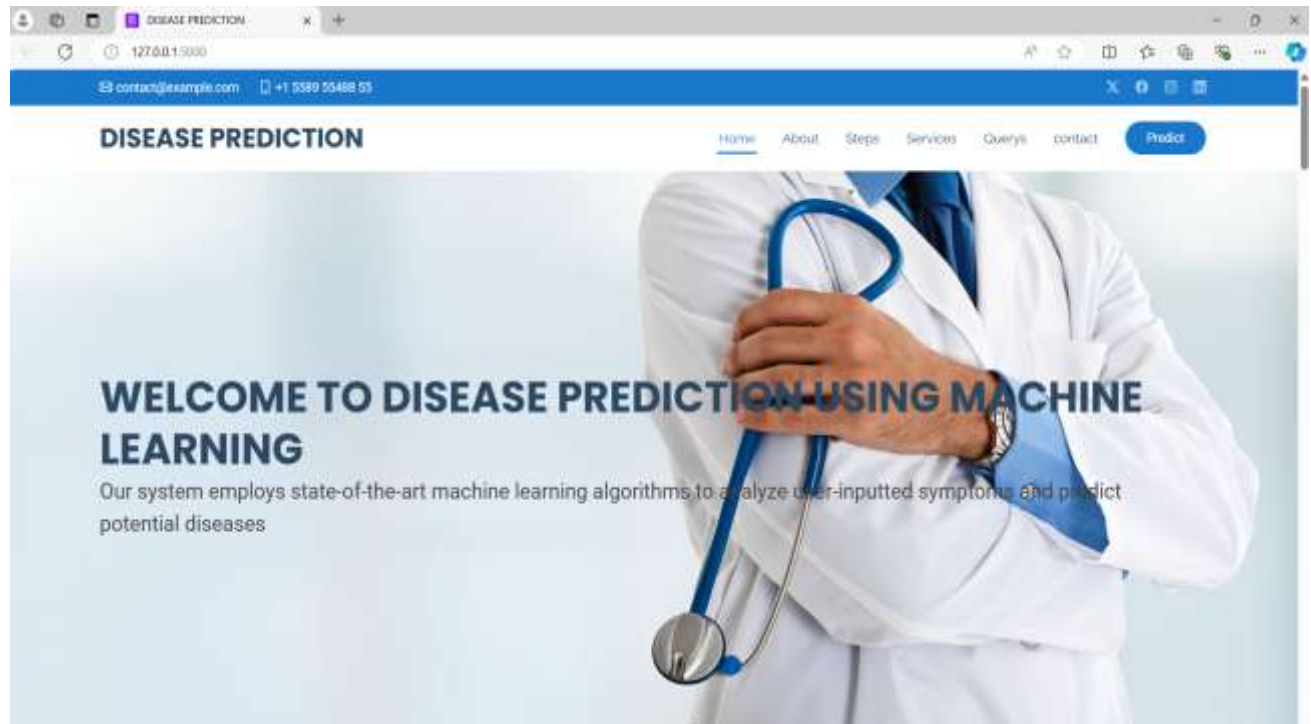 DISEASE PREDICTION
127.0.0.1:5000
contact@example.com +1 5589 55488 55
DISEASE PREDICTION
Home About Steps Services Querys contact Predict
WELCOME TO DISEASE PREDICTION USING MACHINE
LEARNING
Our system employs state-of-the-art machine learning algorithms to analyze user-inputted symptoms and predict
potential diseases